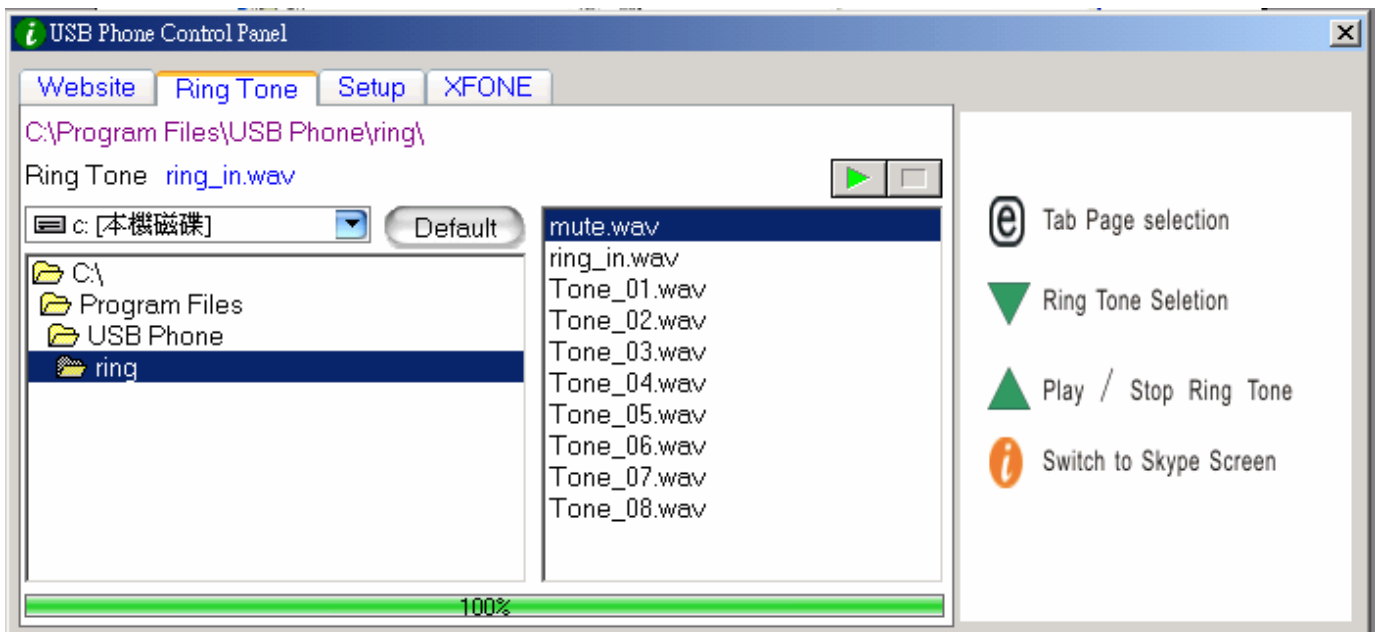 USB Phone Control Panel
Website Ring Tone Setup XFONE
C:\Program Files\USB Phone\ring\
Ring Tone ring_in.wav
c: [本機磁碟] Default
C:\
Program Files
USB Phone
ring
mute.wav
ring_in.wav
Tone_01.wav
Tone_02.wav
Tone_03.wav
Tone_04.wav
Tone_05.wav
Tone_06.wav
Tone_07.wav
Tone_08.wav
100%
e Tab Page selection
Ring Tone Seletion
Play / Stop Ring Tone
i Switch to Skype Screen